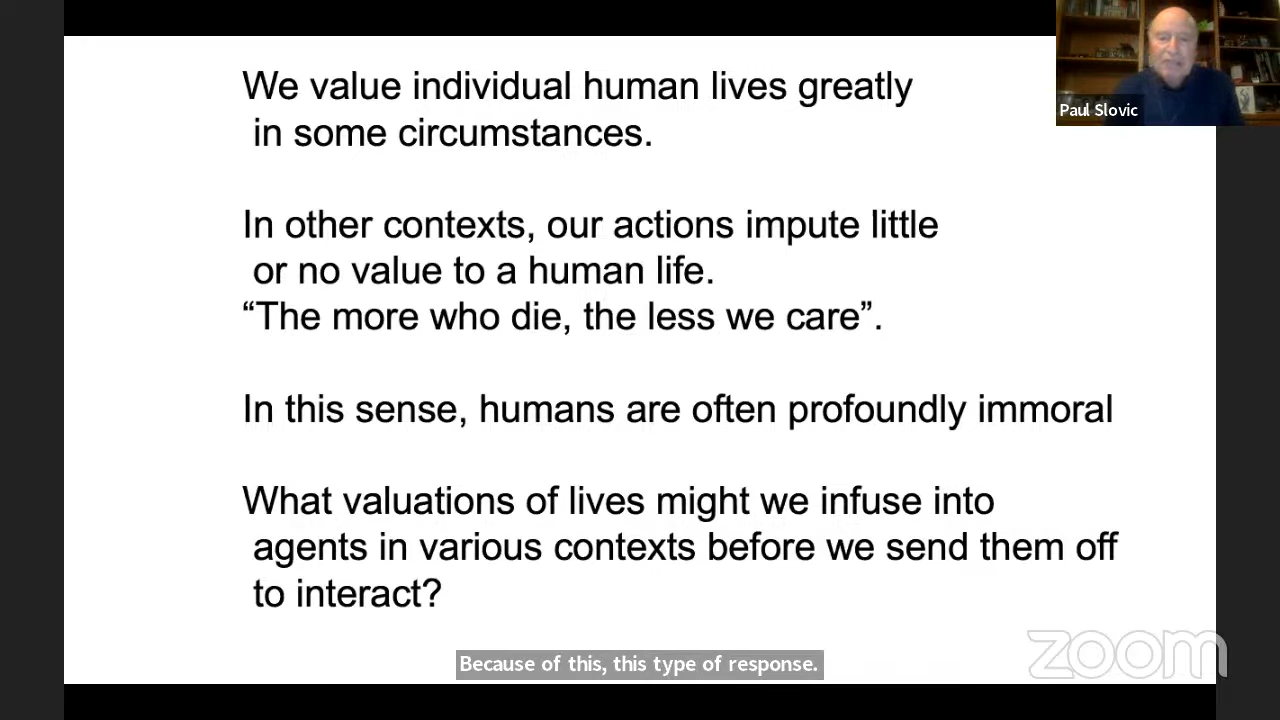 We value individual human lives greatly
in some circumstances.
In other contexts, our actions impute little
or no value to a human life.
“The more who die, the less we care”.
In this sense, humans are often profoundly immoral
What valuations of lives might we infuse into
agents in various contexts before we send them off
to interact?
Paul Slovic
Because of this, this type of response.
zoom